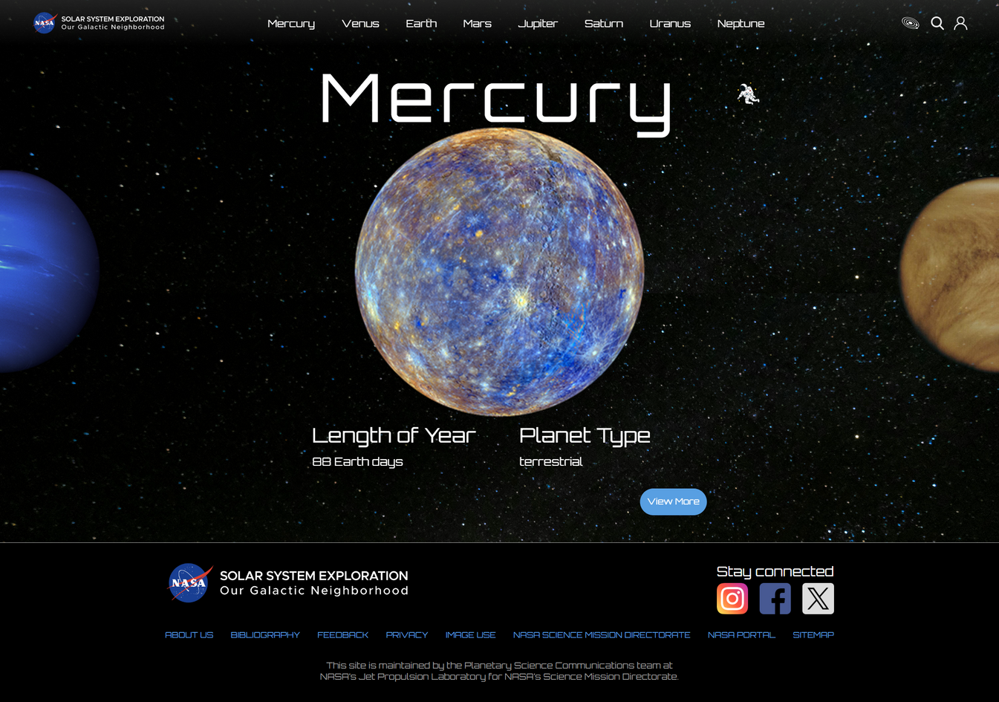 NASA
SOLAR SYSTEM EXPLORATION
Our Galactic Neighborhood
Mercury
Venus
Earth
Mars
Jupiter
Saturn
Uranus
Neptune
Mercury
Length of Year
88 Earth days
Planet Type
terrestrial
View More
NASA
SOLAR SYSTEM EXPLORATION
Our Galactic Neighborhood
Stay connected
ABOUT US
BIBLIOGRAPHY
FEEDBACK
PRIVACY
IMAGE USE
NASA SCIENCE MISSION DIRECTORATE
NASA PORTAL
SITEMAP
This site is maintained by the Planetary Science Communications team at
NASA's Jet Propulsion Laboratory for NASA's Science Mission Directorate.